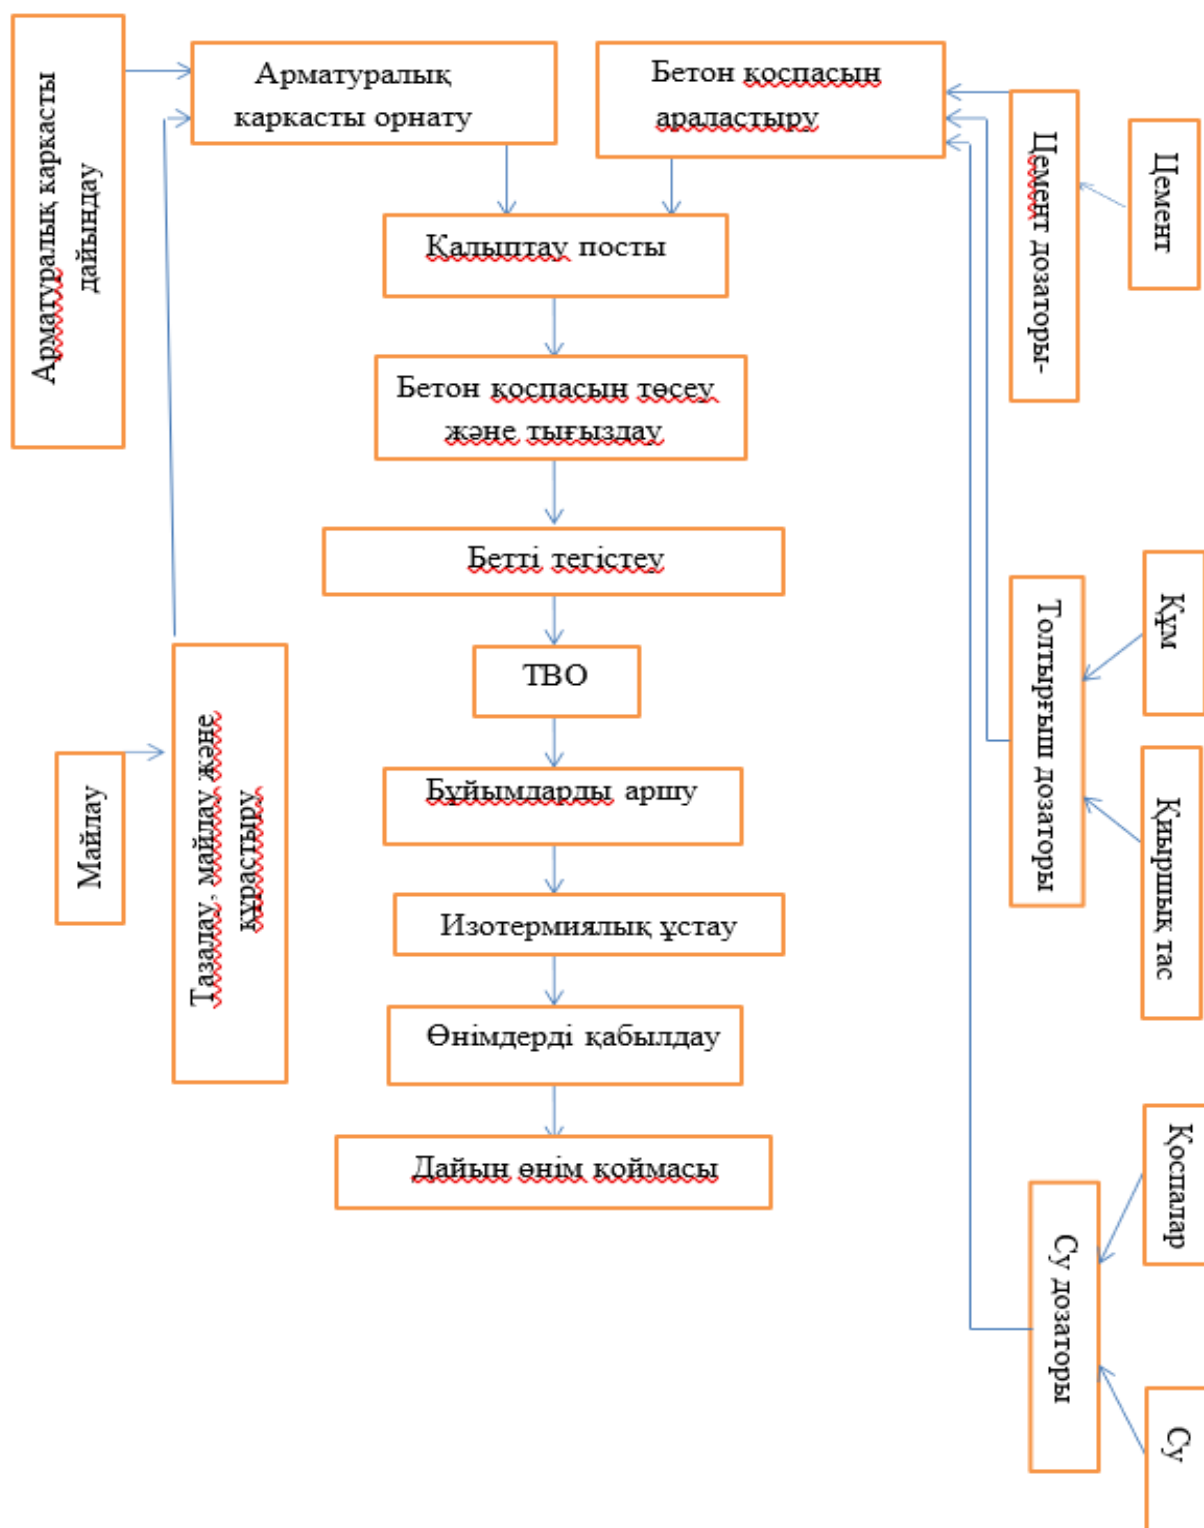 Арматуралық каркасты
дайындау
Арматуралық
каркасты орнату
Бетон қоспасын
араластыру
Цемент дозаторы-
Цемент
Қалыптау посты
Бетон қоспасын төсеу
және тығыздау
Бетті тегістеу
ТВО
Бұйымдарды аршу
Изотермиялық ұстау
Өнімдерді қабылдау
Дайын өнім қоймасы
Майлау
Тазалау, майлау және
құрастыру
Толтырғыш дозаторы
Құм
Қиыршық тас
Су дозаторы
Қоспалар
Су